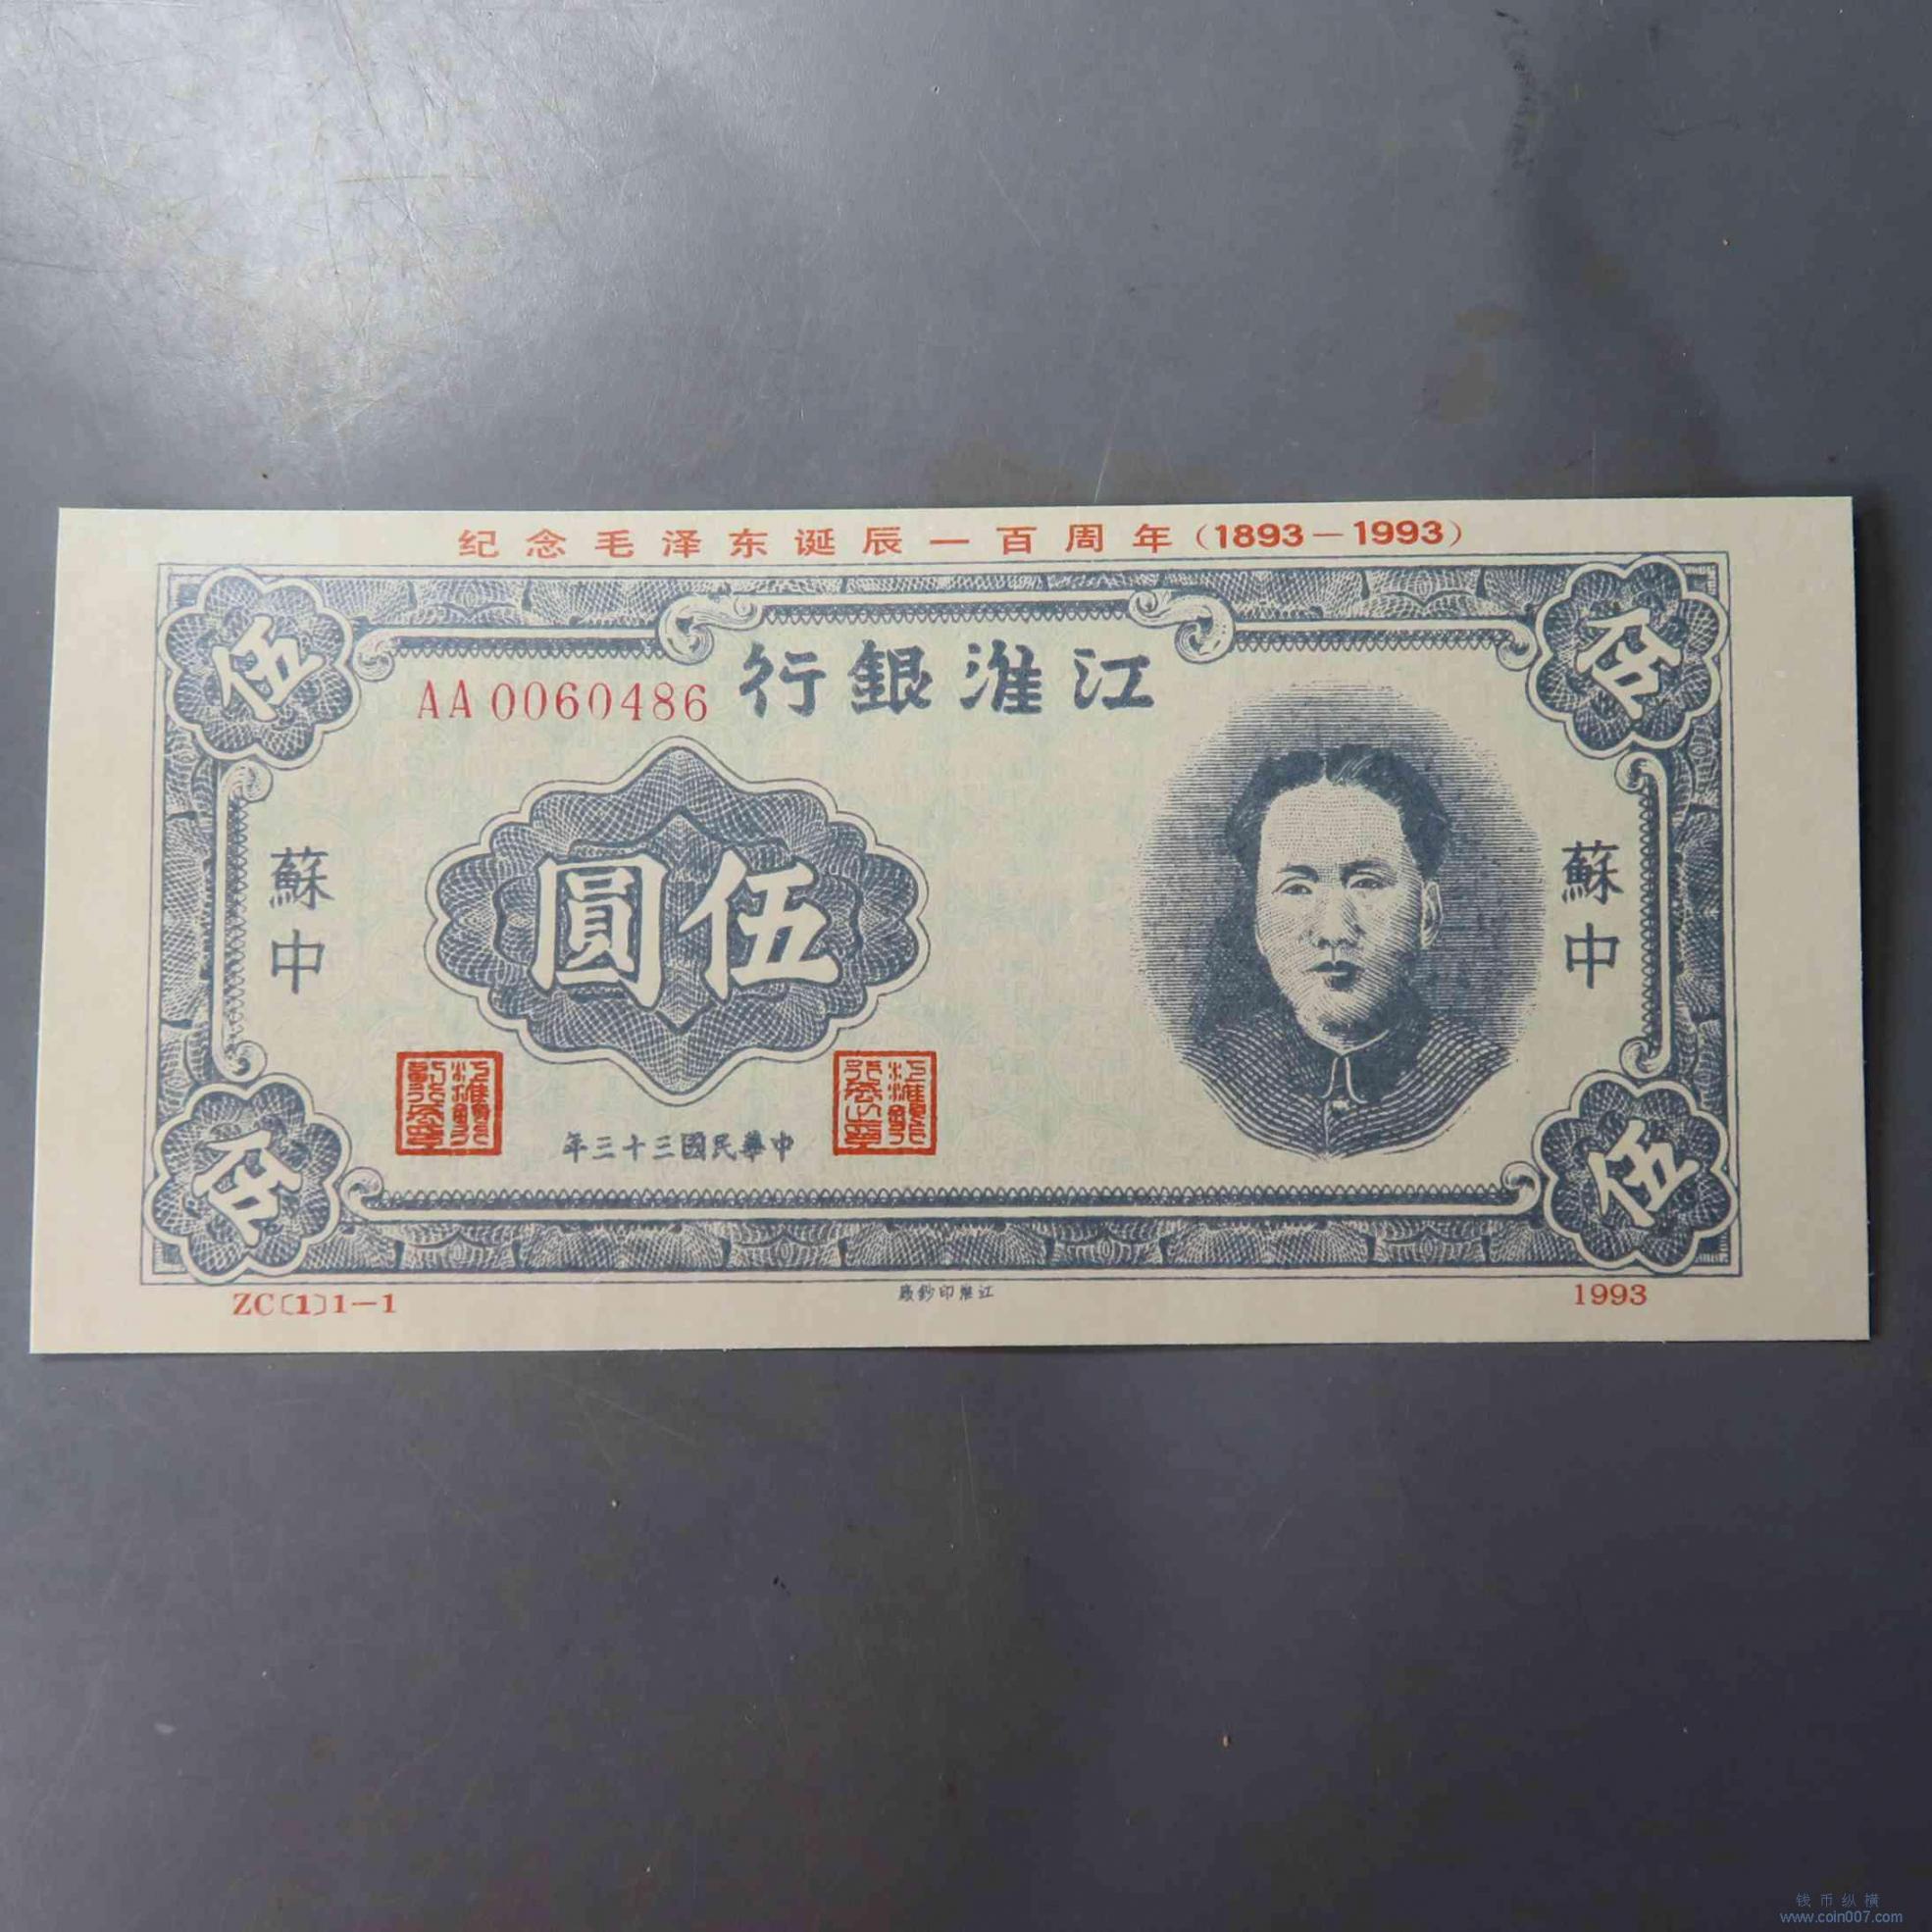 纪念毛泽东诞辰一百周年(1893-1993)
伍
伍
江淮銀行
AA 0060486
蘇中
蘇中
伍圓
中華民國三十三年
伍
伍
ZC〔1〕1-1
江淮印鈔廠
1993
钱币纵横
www.coin007.com